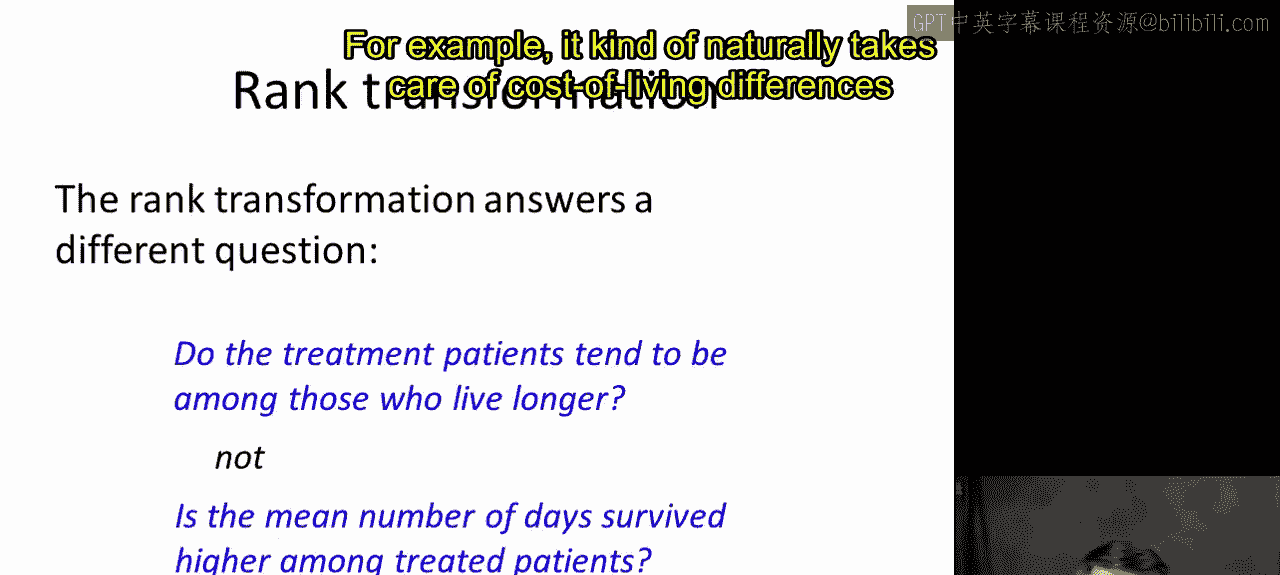 GPT中英字幕课程资源@bilibili.com
For example, it kind of naturally takes
care of cost-of-living differences
Rank transformation
The rank transformation answers a
different question:
Do the treatment patients tend to be
among those who live longer?
not
Is the mean number of days survived
higher among treated patients?